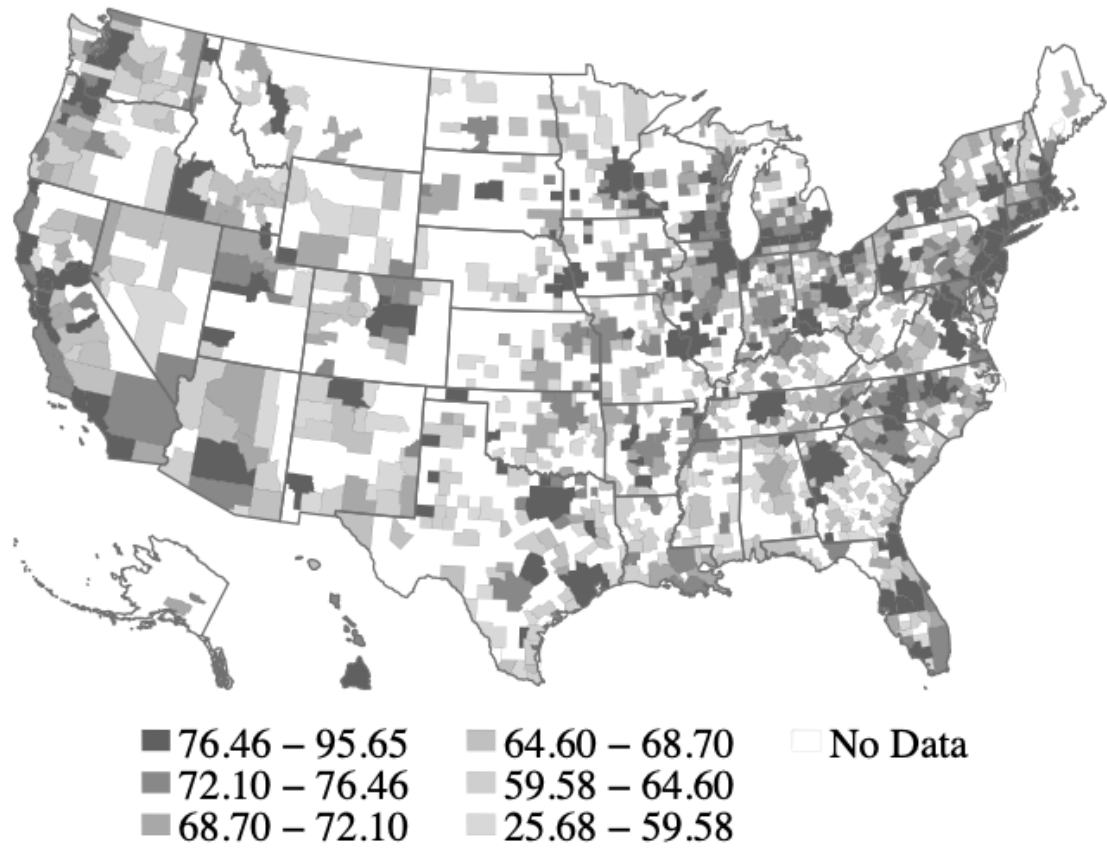 76.46 – 95.65
72.10 – 76.46
68.70 – 72.10
64.60 – 68.70
59.58 – 64.60
25.68 – 59.58
No Data